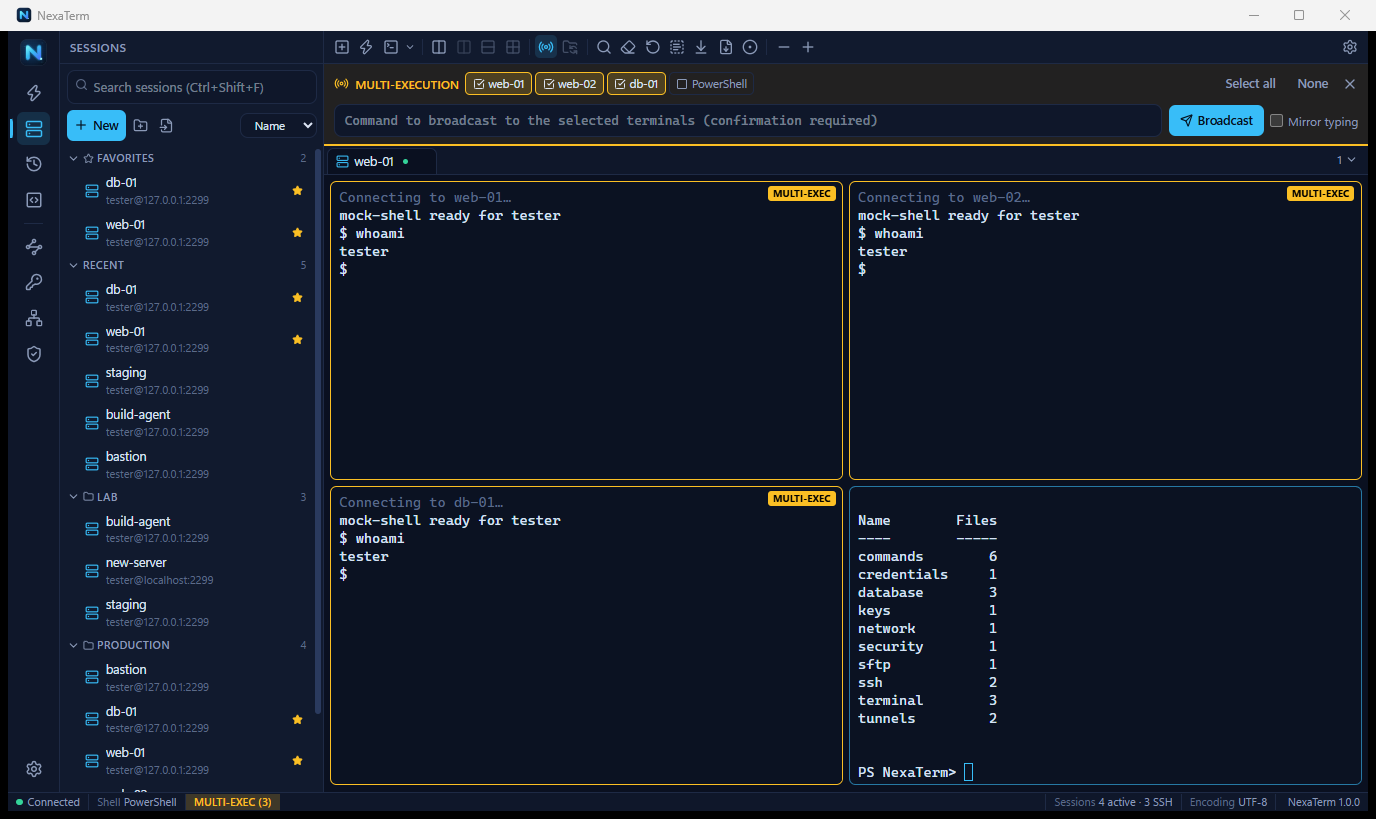 NexaTerm
SESSIONS
Search sessions (Ctrl+Shift+F)
New
Name
FAVORITES 2
db-01
tester@127.0.0.1:2299
web-01
tester@127.0.0.1:2299
RECENT 5
db-01
tester@127.0.0.1:2299
web-01
tester@127.0.0.1:2299
staging
tester@127.0.0.1:2299
build-agent
tester@127.0.0.1:2299
bastion
tester@127.0.0.1:2299
LAB 3
build-agent
tester@127.0.0.1:2299
new-server
tester@localhost:2299
staging
tester@127.0.0.1:2299
PRODUCTION 4
bastion
tester@127.0.0.1:2299
db-01
tester@127.0.0.1:2299
web-01
tester@127.0.0.1:2299
MULTI-EXECUTION web-01 web-02 db-01 PowerShell Select all None
Command to broadcast to the selected terminals (confirmation required) Broadcast Mirror typing
web-01 1
Connecting to web-01… MULTI-EXEC
mock-shell ready for tester
$ whoami
tester
$
Connecting to web-02… MULTI-EXEC
mock-shell ready for tester
$ whoami
tester
$
Connecting to db-01… MULTI-EXEC
mock-shell ready for tester
$ whoami
tester
$
Name Files
---- -----
commands 6
credentials 1
database 3
keys 1
network 1
security 1
sftp 1
ssh 2
terminal 3
tunnels 2
PS NexaTerm>
Connected Shell PowerShell MULTI-EXEC (3) Sessions 4 active · 3 SSH Encoding UTF-8 NexaTerm 1.0.0